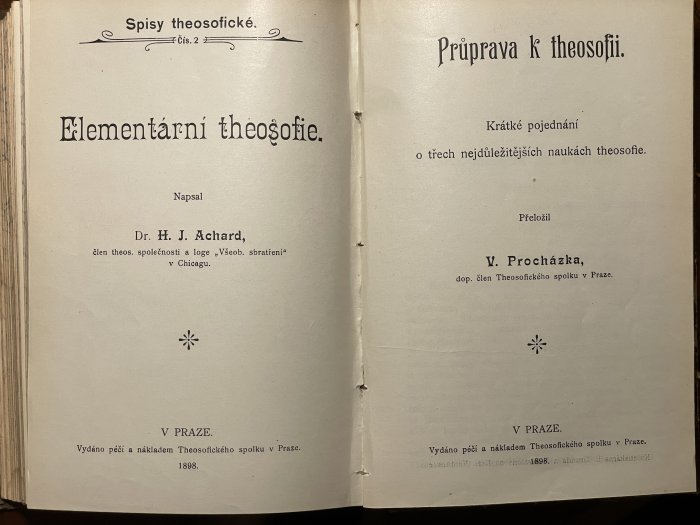 Spisy theosofické.
Čís. 2
Elementární theosofie.
Napsal
Dr. H. J. Achard,
člen theos. společnosti a loge „Všeob. sbratření"
v Chicagu.
V PRAZE.
Vydáno péčí a nákladem Theosofického spolku v Praze.
1898.
Průprava k theosofii.
Krátké pojednání
o třech nejdůležitějších naukách theosofie.
Přeložil
V. Procházka,
dop. člen Theosofického spolku v Praze.
V PRAZE.
Vydáno péčí a nákladem Theosofického spolku v Praze.
1898.